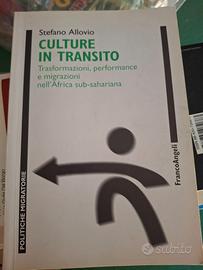 Stefano Allovio
CULTURE
IN TRANSITO
Trasformazioni, performance
e migrazioni
nell'Africa sub-sahariana
FrancoAngeli
POLITICHE MIGRATORIE
subito